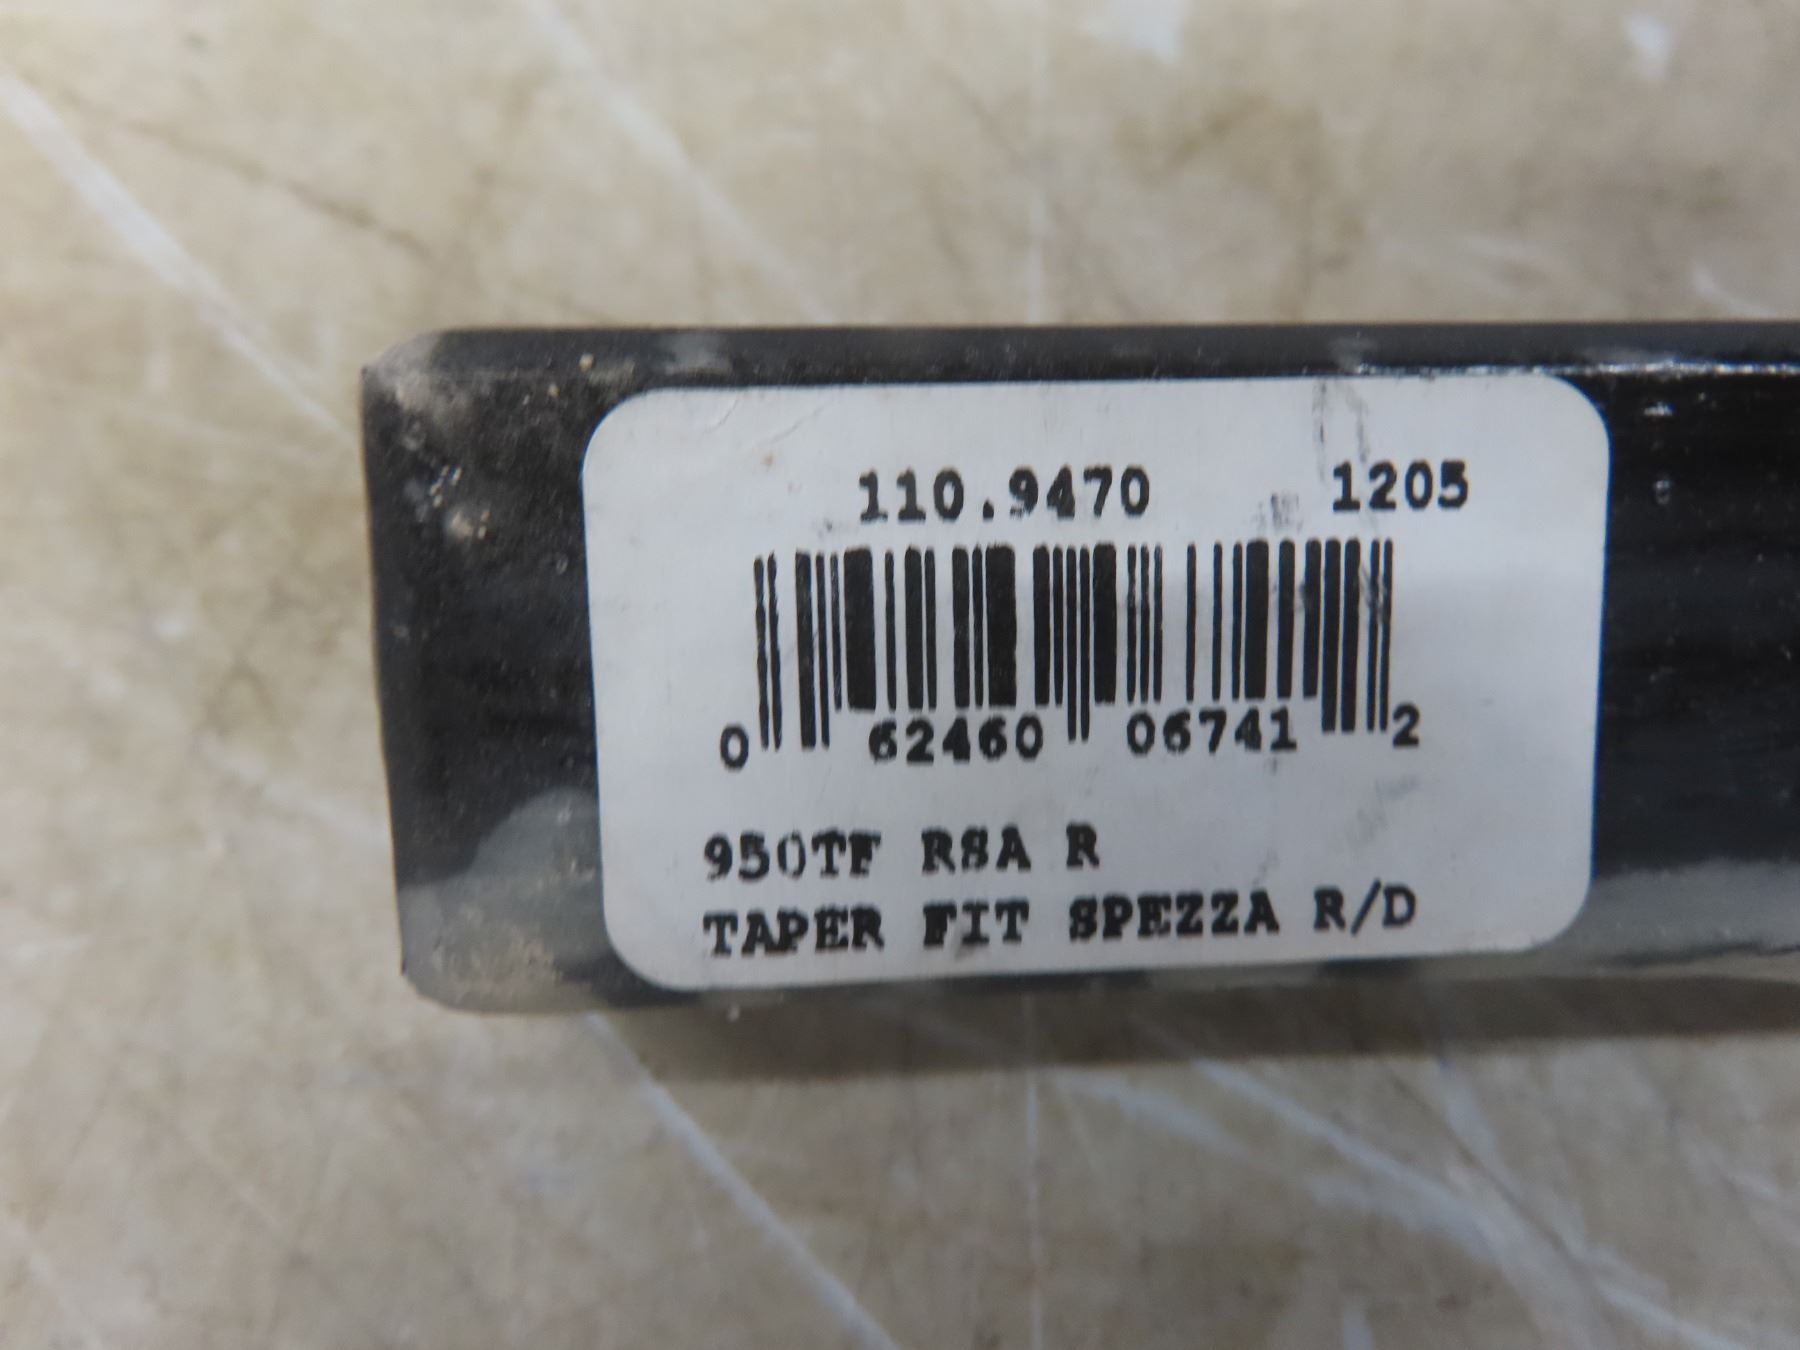 110.9470 1205
0 62460 06741 2
950TF RSA R
TAPER FIT SPEZZA R/D